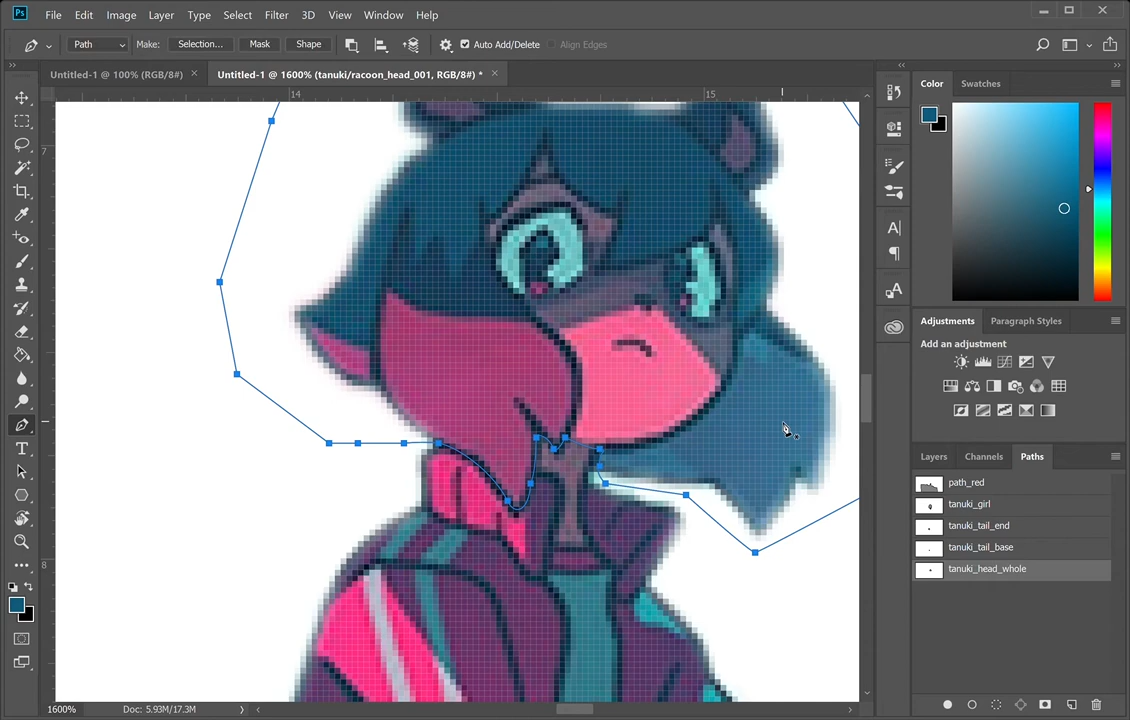 Ps File Edit Image Layer Type Select Filter 3D View Window Help
Path Make: Selection... Mask Shape Auto Add/Delete Align Edges
Untitled-1 @ 100% (RGB/8#) × Untitled-1 @ 1600% (tanuki/racoon_head_001, RGB/8#) * ×
14 15
7
8
Color Swatches
Adjustments Paragraph Styles
Add an adjustment
Layers Channels Paths
path_red
tanuki_girl
tanuki_tail_end
tanuki_tail_base
tanuki_head_whole
1600% Doc: 5.93M/17.3M